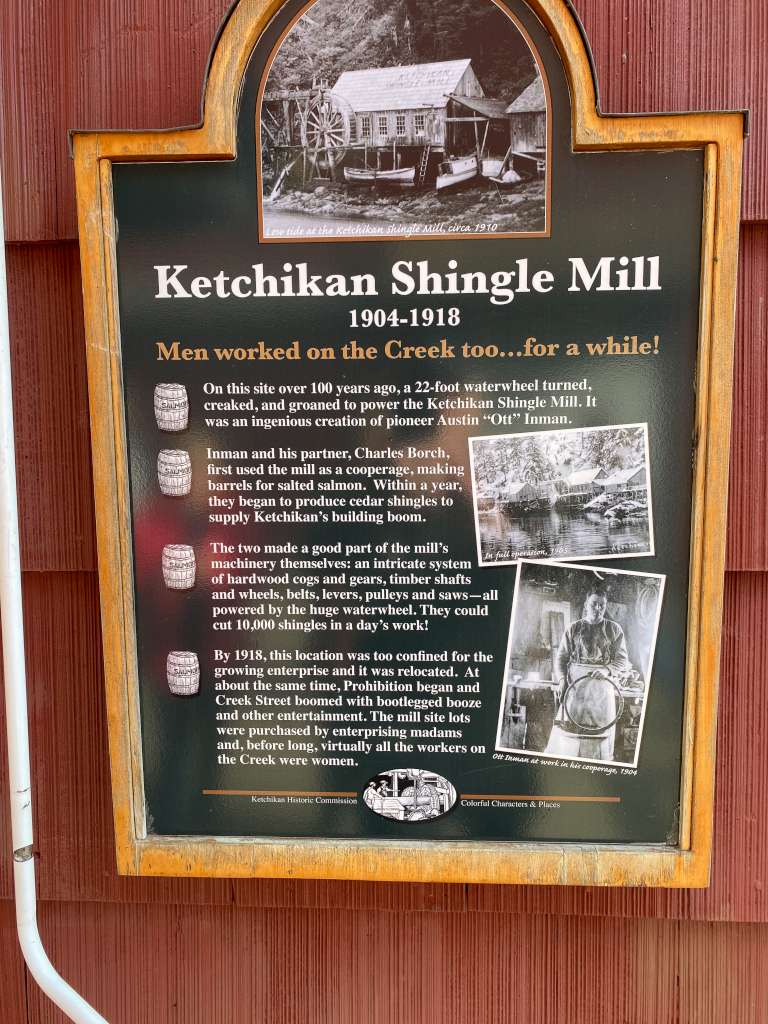 AMERICAN
SHINGLE MILL
Low tide at the Ketchikan Shingle Mill, circa 1910
Ketchikan Shingle Mill
1904-1918
Men worked on the Creek too...for a while!
On this site over 100 years ago, a 22-foot waterwheel turned,
creaked, and groaned to power the Ketchikan Shingle Mill. It
was an ingenious creation of pioneer Austin “Ott” Inman.
SALMON
Inman and his partner, Charles Borch,
first used the mill as a cooperage, making
barrels for salted salmon. Within a year,
they began to produce cedar shingles to
supply Ketchikan’s building boom.
SALMON
In full operation, 1905
The two made a good part of the mill’s
machinery themselves: an intricate system
of hardwood cogs and gears, timber shafts
and wheels, belts, levers, pulleys and saws—all
powered by the huge waterwheel. They could
cut 10,000 shingles in a day’s work!
SALMON
By 1918, this location was too confined for the
growing enterprise and it was relocated. At
about the same time, Prohibition began and
Creek Street boomed with bootlegged booze
and other entertainment. The mill site lots
were purchased by enterprising madams
and, before long, virtually all the workers on
the Creek were women.
SALMON
Ott Inman at work in his cooperage, 1904
Ketchikan Historic Commission
Colorful Characters & Places